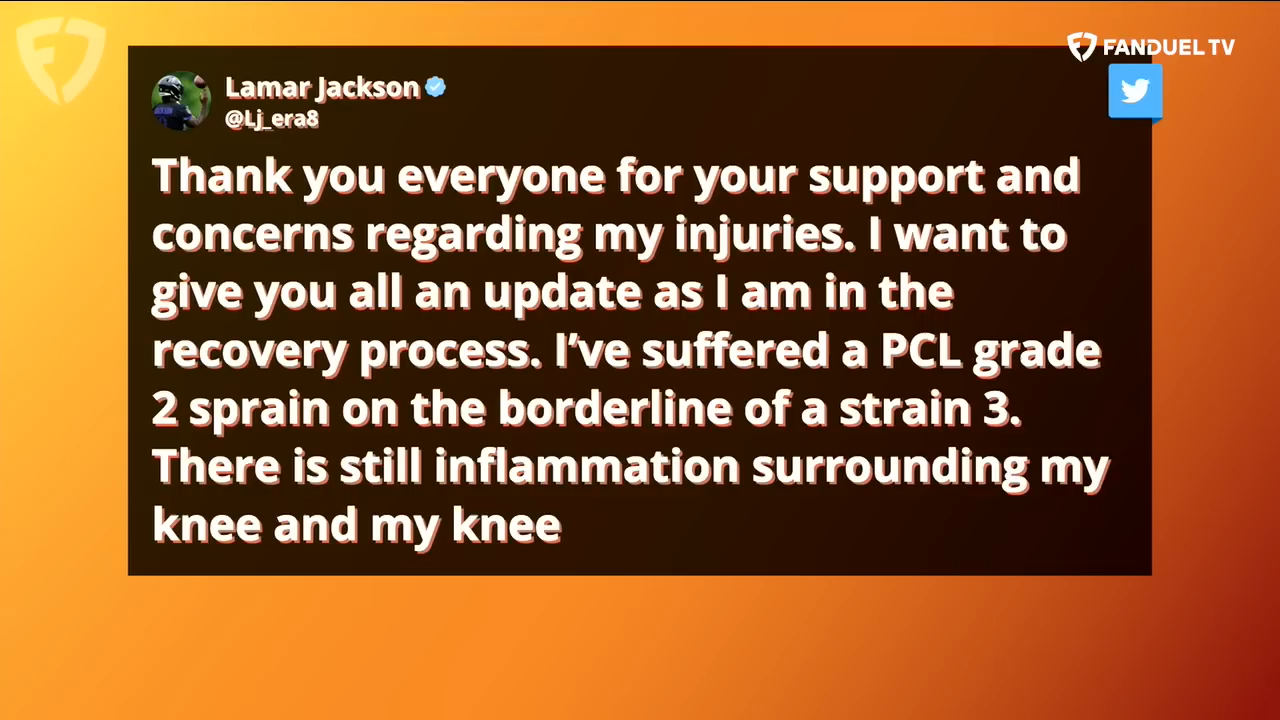 FANDUEL TV
Lamar Jackson
@Lj_era8
Thank you everyone for your support and
concerns regarding my injuries. I want to
give you all an update as I am in the
recovery process. I’ve suffered a PCL grade
2 sprain on the borderline of a strain 3.
There is still inflammation surrounding my
knee and my knee